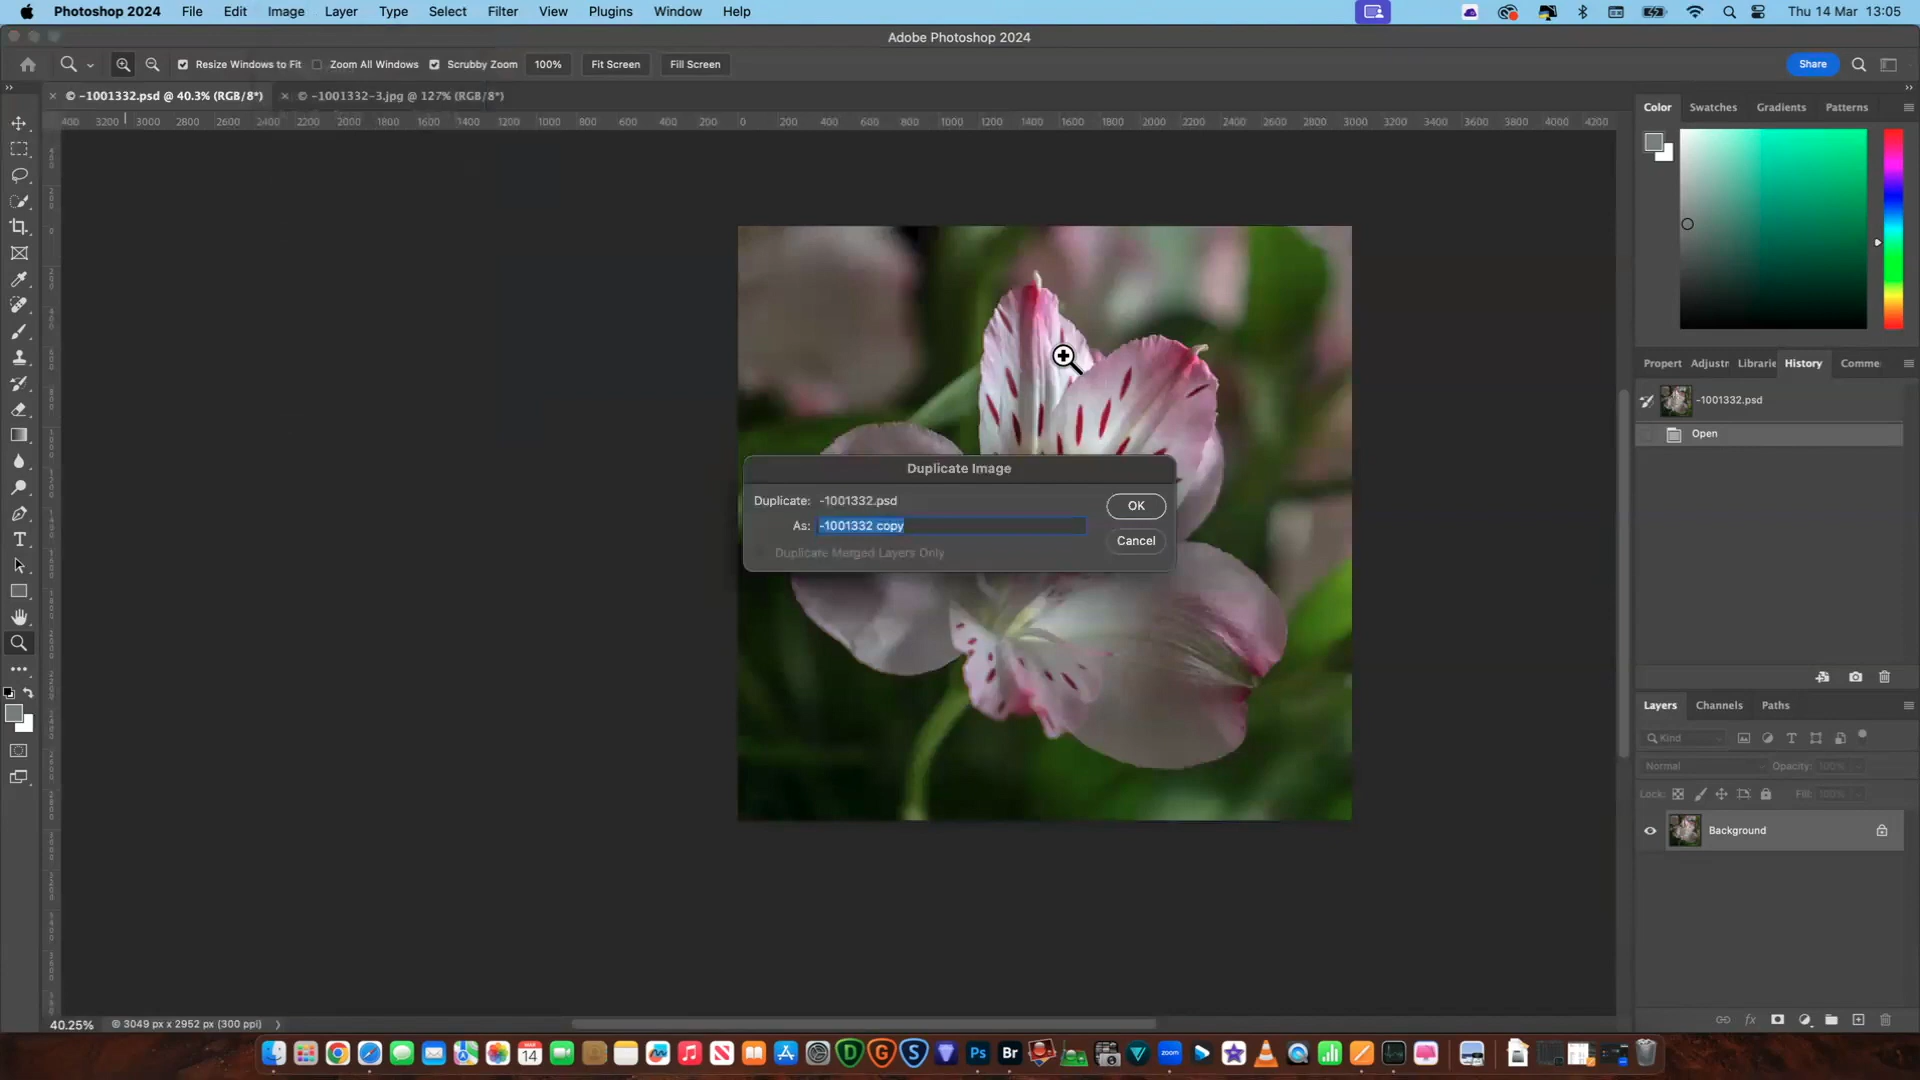 Photoshop 2024 File Edit Image Layer Type Select Filter View Plugins Window Help Thu 14 Mar 13:05
Adobe Photoshop 2024
Resize Windows to Fit Zoom All Windows Scrubby Zoom 100% Fit Screen Fill Screen Share
© -1001332.psd @ 40.3% (RGB/8*) © -1001332-3.jpg @ 127% (RGB/8*)
400 3200 3000 2800 2600 2400 2200 2000 1800 1600 1400 1200 1000 800 600 400 200 0 200 400 600 800 1000 1200 1400 1600 1800 2000 2200 2400 2600 2800 3000 3200 3400 3600 3800 4000 4200
Color Swatches Gradients Patterns
Propert Adjustr Librarie History Comme
-1001332.psd
Open
Duplicate Image
Duplicate: -1001332.psd
As: -1001332 copy
Duplicate Merged Layers Only
OK
Cancel
Layers Channels Paths
Kind
Normal Opacity: 100%
Lock: Fill: 100%
Background
40.25% © 3049 px x 2952 px (300 ppi)
MAR
14
Ps Br zoom